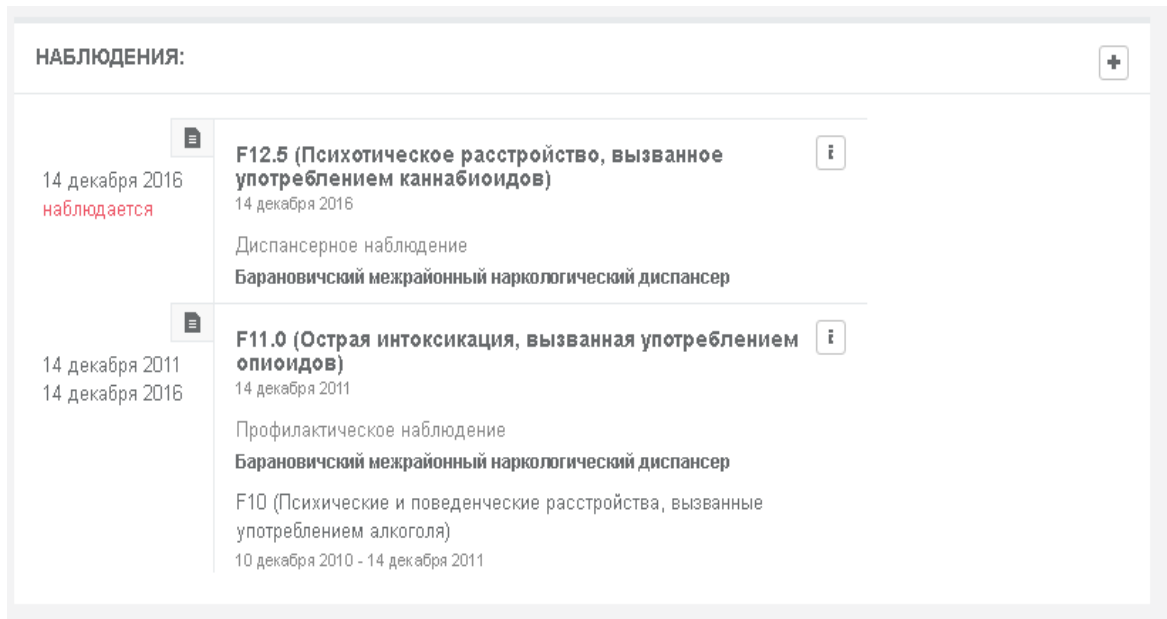 НАБЛЮДЕНИЯ:
14 декабря 2016
наблюдается
F12.5 (Психотическое расстройство, вызванное
употреблением каннабиоидов)
14 декабря 2016
Диспансерное наблюдение
Барановичский межрайонный наркологический диспансер
14 декабря 2011
14 декабря 2016
F11.0 (Острая интоксикация, вызванная употреблением
опиоидов)
14 декабря 2011
Профилактическое наблюдение
Барановичский межрайонный наркологический диспансер
F10 (Психические и поведенческие расстройства, вызванные
употреблением алкоголя)
10 декабря 2010 - 14 декабря 2011